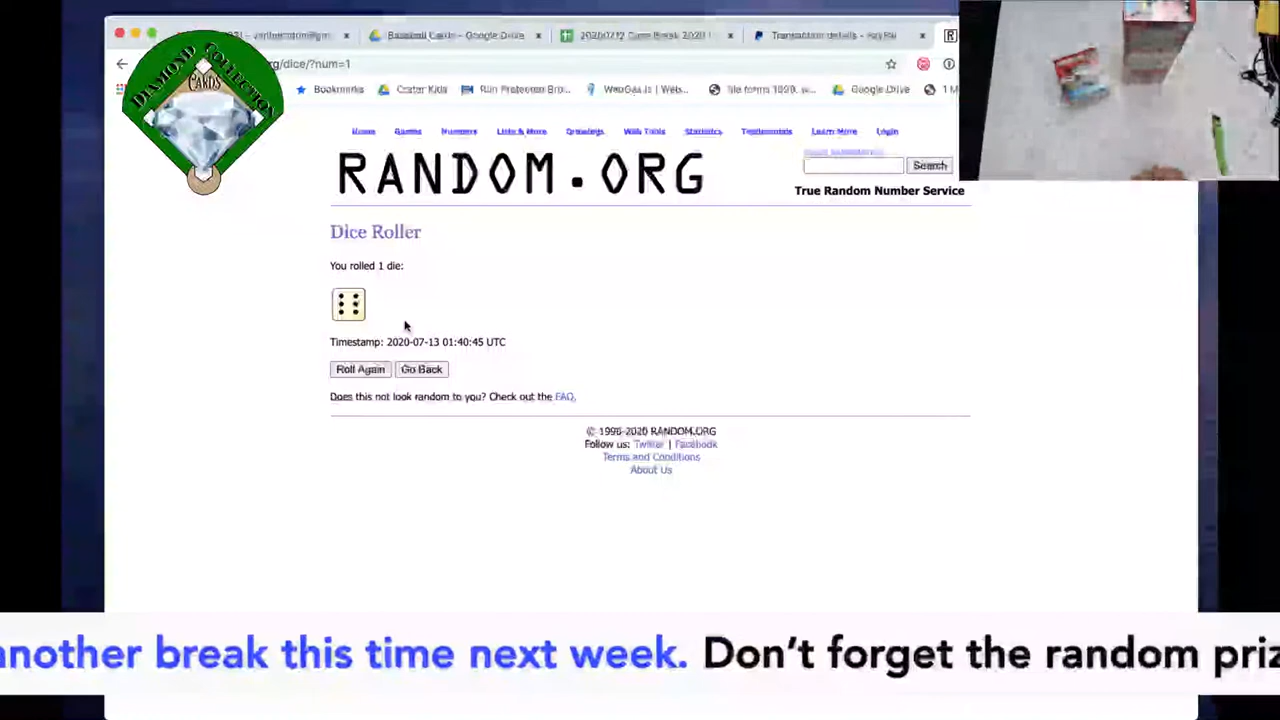 Baseball Cards - Google Drive
Transaction details - PayPal
/dice/?num=1
Bookmarks
Crater Kids
Google Drive
DIAMOND COLLECTION
CARDS
Home Games Numbers Lists & More Drawings Web Tools Statistics Testimonials Learn More Login
RANDOM.ORG
Search
True Random Number Service
Dice Roller
You rolled 1 die:
Timestamp: 2020-07-13 01:40:45 UTC
Roll Again Go Back
Does this not look random to you? Check out the FAQ.
© 1998-2020 RANDOM.ORG
Follow us: Twitter | Facebook
Terms and Conditions
About Us
another break this time next week. Don't forget the random priz